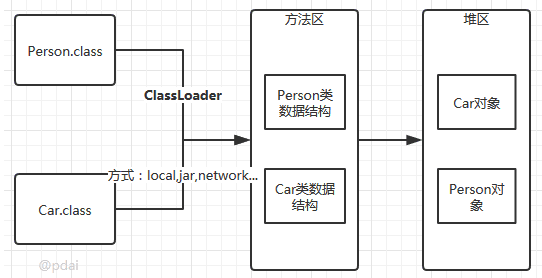 Person.class
ClassLoader
方式：local,jar,network...
Car.class
方法区
Person类
数据结构
Car类数据
结构
堆区
Car对象
Person对
象
@pdai